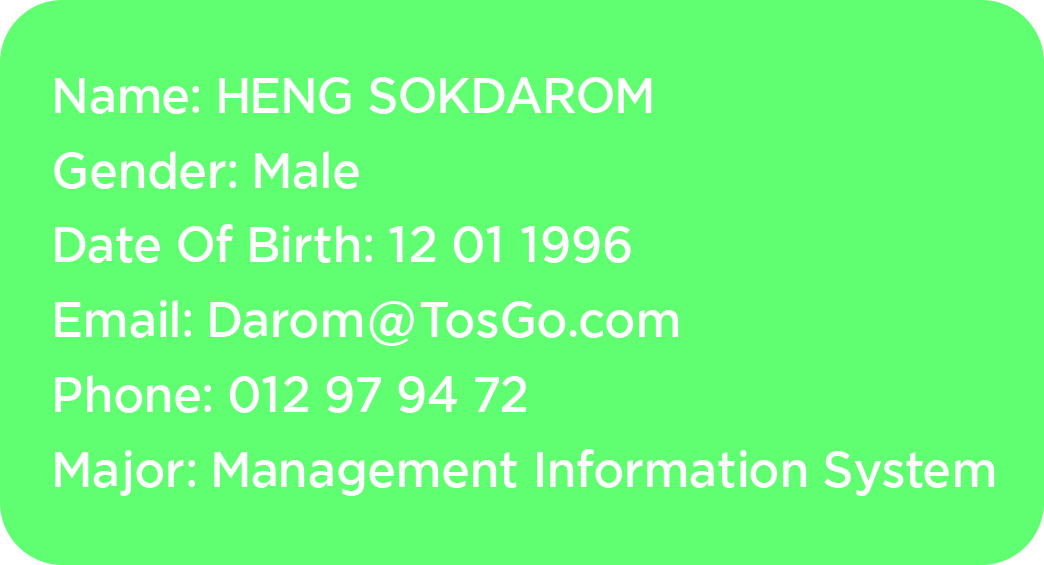 Name: HENG SOKDAROM
Gender: Male
Date Of Birth: 12 01 1996
Email: Darom@TosGo.com
Phone: 012 97 94 72
Major: Management Information System